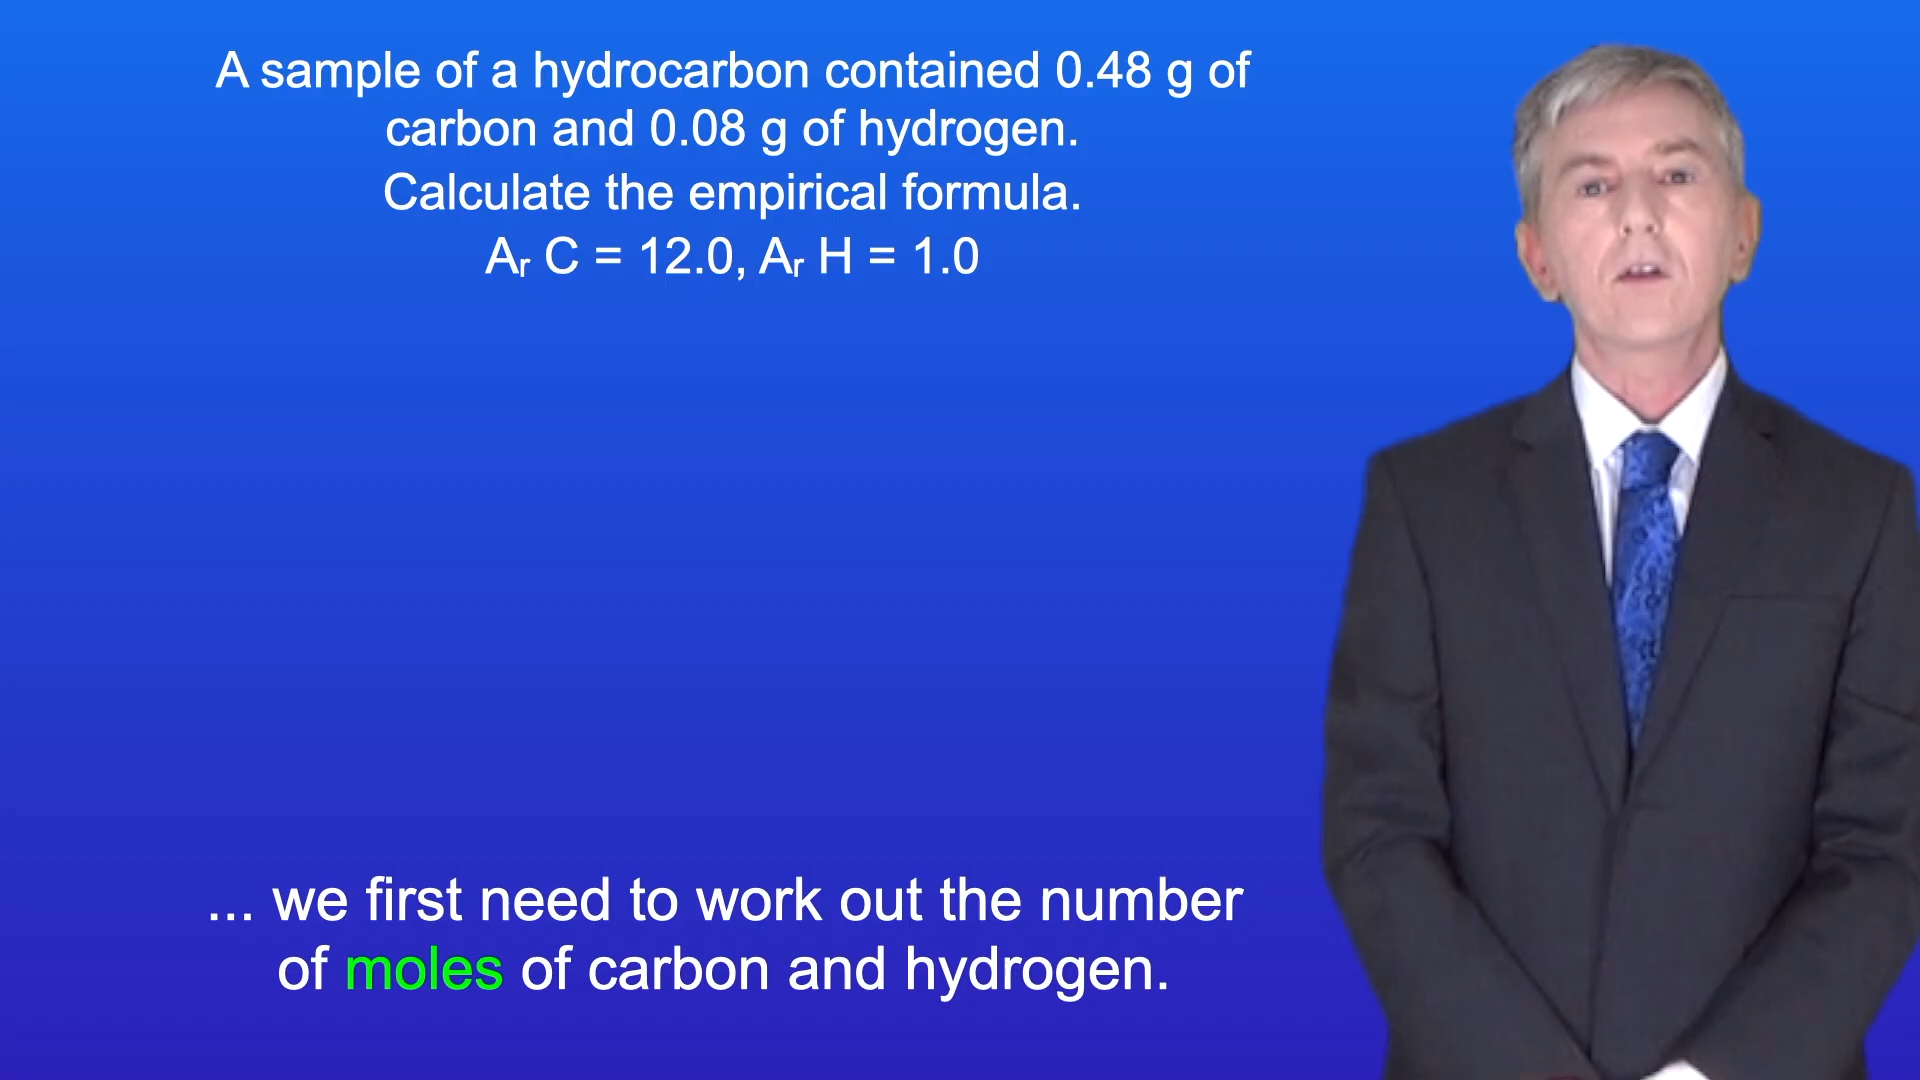 A sample of a hydrocarbon contained 0.48 g of
carbon and 0.08 g of hydrogen.
Calculate the empirical formula.
Aᵣ C = 12.0, Aᵣ H = 1.0
... we first need to work out the number
of moles of carbon and hydrogen.